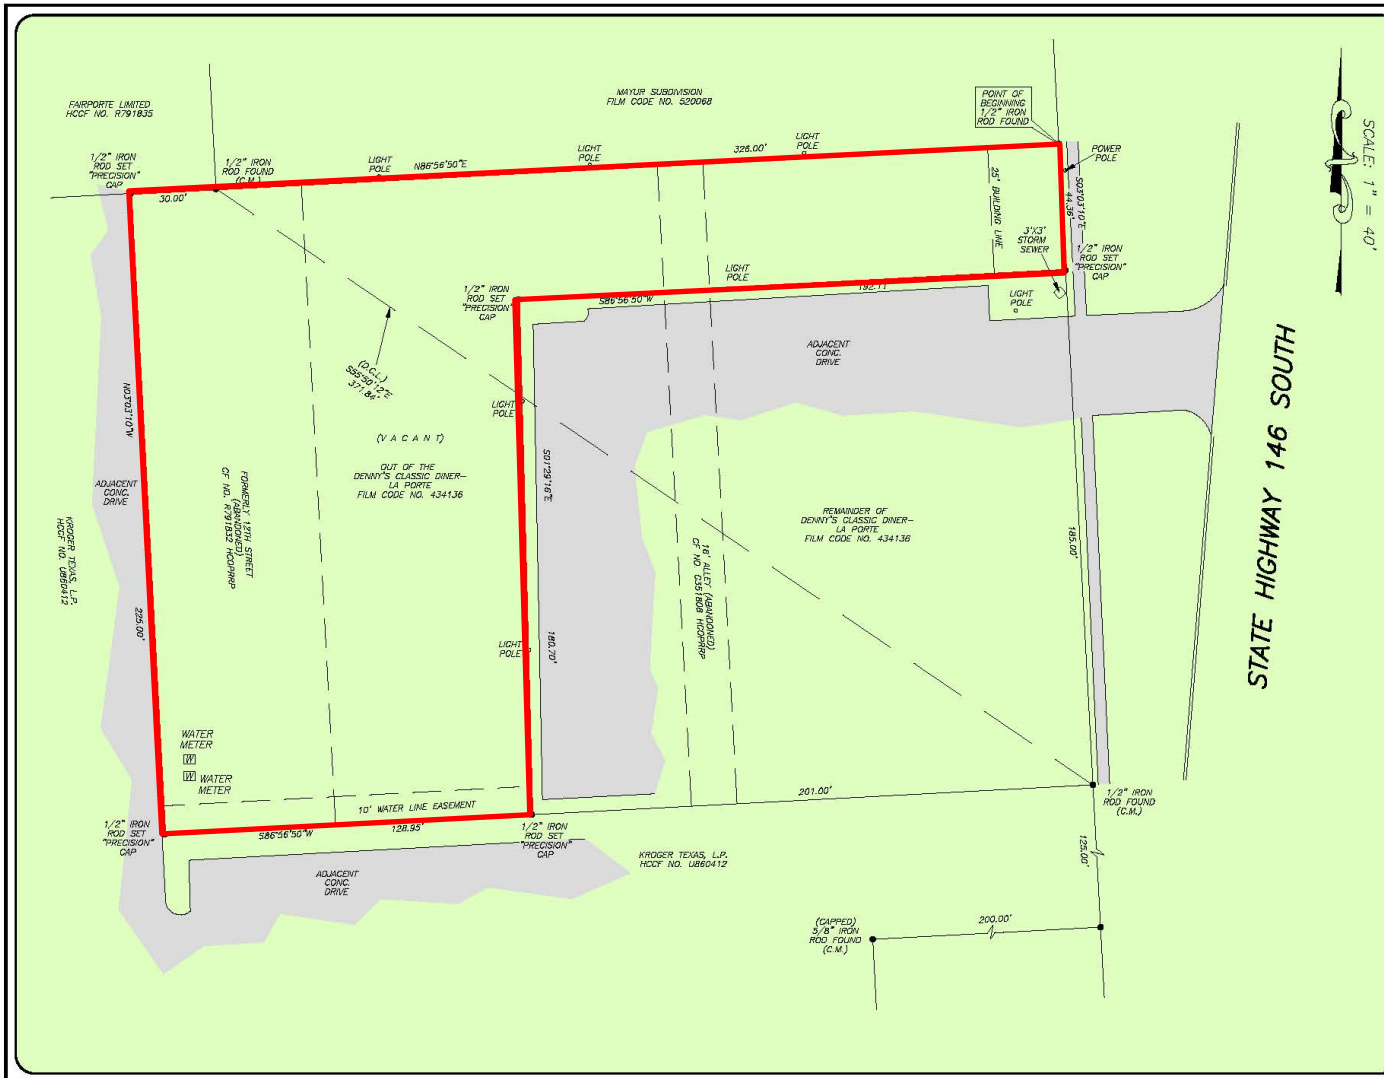 FAIRPORTE LIMITED
HCCF NO. R791835
MAYUR SUBDIVISION
FILM CODE NO. 520068
POINT OF
BEGINNING
1/2" IRON
ROD FOUND
SCALE: 1" = 40'
1/2" IRON
ROD SET
"PRECISION"
CAP
1/2" IRON
ROD FOUND
(C.M.)
LIGHT
POLE
N86°56'50"E
LIGHT
POLE
328.00'
LIGHT
POLE
POWER
POLE
30.00'
25' BUILDING LINE
S03°03'10"E
44.36'
3'X3'
STORM
SEWER
1/2" IRON
ROD SET
"PRECISION"
CAP
LIGHT
POLE
1/2" IRON
ROD SET
"PRECISION"
CAP
S86°56'50"W
192.11'
LIGHT
POLE
ADJACENT
CONC.
DRIVE
(D.C.L.)
S55°50'12"E
371.84'
LIGHT
POLE
STATE HIGHWAY 146 SOUTH
N03°03'10"W
(V A C A N T)
OUT OF THE
DENNY'S CLASSIC DINER-
LA PORTE
FILM CODE NO. 434136
S01°29'16"E
ADJACENT
CONC.
DRIVE
FORMERLY 12TH STREET
(ABANDONED)
CF NO. R791832 HCOPRRP
REMAINDER OF
DENNY'S CLASSIC DINER-
LA PORTE
FILM CODE NO. 434136
KROGER TEXAS, L.P.
HCCF NO. U860412
16' ALLEY (ABANDONED)
CF NO. G351808 HCOPRRP
185.00'
225.00'
LIGHT
POLE
180.70'
WATER
METER
W
W
WATER
METER
10' WATER LINE EASEMENT
201.00'
1/2" IRON
ROD FOUND
(C.M.)
1/2" IRON
ROD SET
"PRECISION"
CAP
S86°56'50"W
128.95'
1/2" IRON
ROD SET
"PRECISION"
CAP
KROGER TEXAS, L.P.
HCCF NO. U860412
125.00'
ADJACENT
CONC.
DRIVE
(CAPPED)
5/8" IRON
ROD FOUND
(C.M.)
200.00'